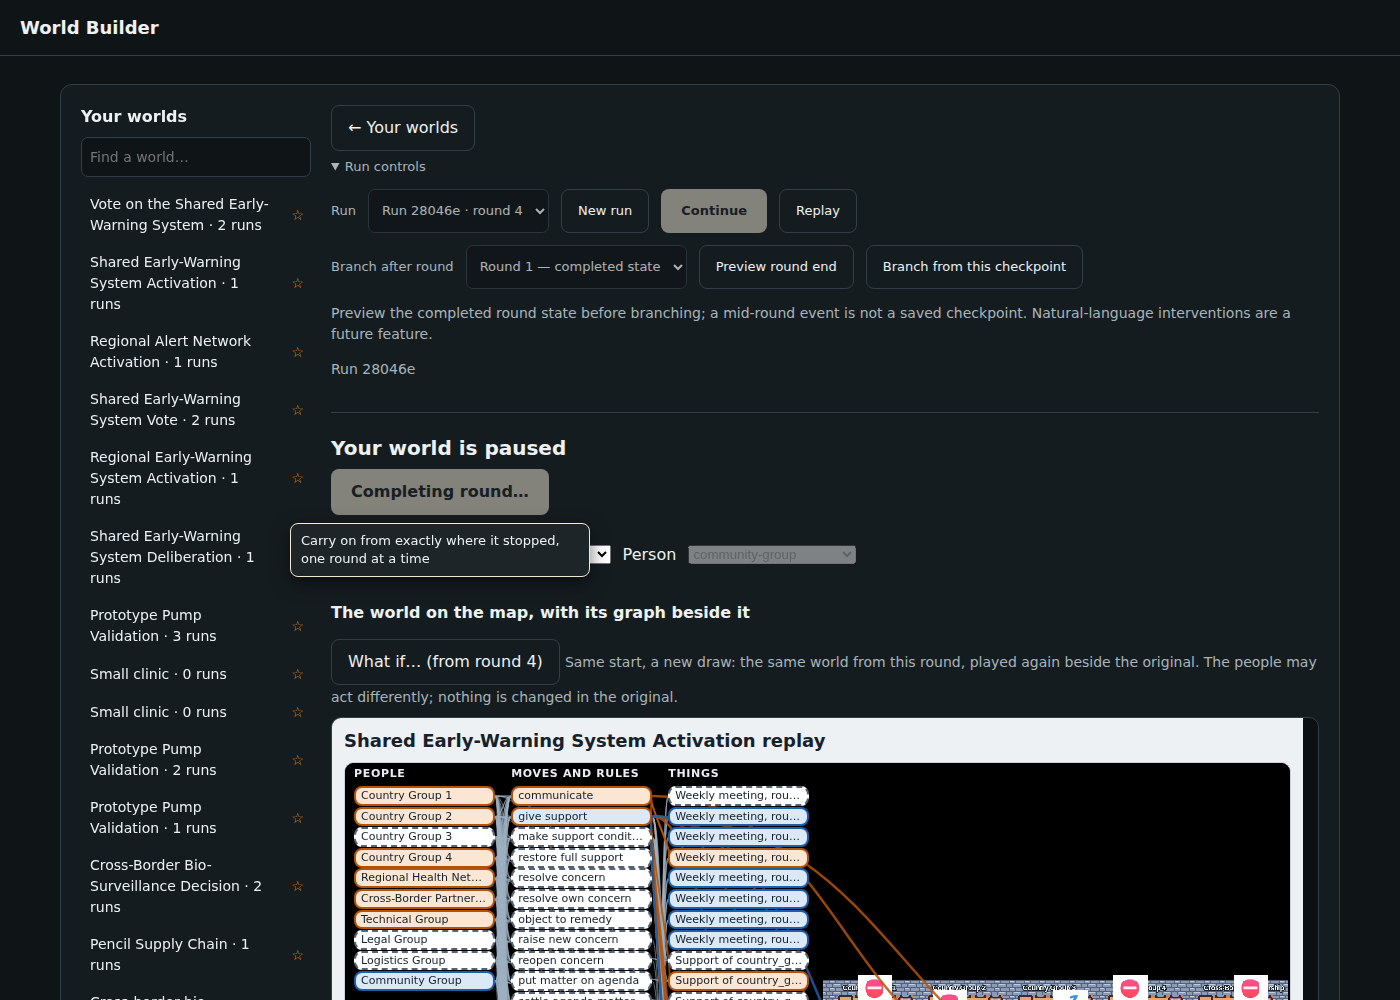 World Builder
Your worlds
Find a world…
Vote on the Shared Early-
Warning System · 2 runs
☆
Shared Early-Warning
System Activation · 1
runs
☆
Regional Alert Network
Activation · 1 runs
☆
Shared Early-Warning
System Vote · 2 runs
☆
Regional Early-Warning
System Activation · 1
runs
☆
Shared Early-Warning
System Deliberation · 1
runs
Prototype Pump
Validation · 3 runs
☆
Small clinic · 0 runs
☆
Small clinic · 0 runs
☆
Prototype Pump
Validation · 2 runs
☆
Prototype Pump
Validation · 1 runs
☆
Cross-Border Bio-
Surveillance Decision · 2
runs
☆
Pencil Supply Chain · 1
runs
☆
← Your worlds
▼ Run controls
Run
Run 28046e · round 4
New run
Continue
Replay
Branch after round
Round 1 — completed state
Preview round end
Branch from this checkpoint
Preview the completed round state before branching; a mid-round event is not a saved checkpoint. Natural-language interventions are a
future feature.
Run 28046e
Your world is paused
Completing round…
Carry on from exactly where it stopped,
one round at a time
Person
community-group
The world on the map, with its graph beside it
What if… (from round 4)
Same start, a new draw: the same world from this round, played again beside the original. The people may
act differently; nothing is changed in the original.
Shared Early-Warning System Activation replay
PEOPLE
MOVES AND RULES
THINGS
Country Group 1
communicate
Weekly meeting, rou…
Country Group 2
give support
Weekly meeting, rou…
Country Group 3
make support condit…
Weekly meeting, rou…
Country Group 4
restore full support
Weekly meeting, rou…
Regional Health Net…
resolve concern
Weekly meeting, rou…
Cross-Border Partner…
resolve own concern
Weekly meeting, rou…
Technical Group
object to remedy
Weekly meeting, rou…
Legal Group
raise new concern
Weekly meeting, rou…
Logistics Group
reopen concern
Support of country_g…
Community Group
put matter on agenda
Support of country_g…